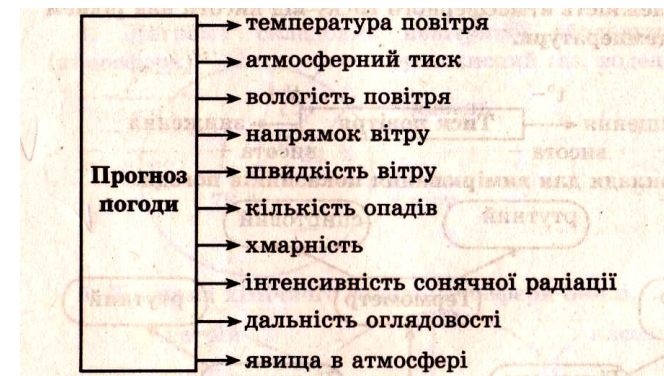 температура повітря
атмосферний тиск
вологість повітря
напрямок вітру
швидкість вітру
Прогноз
погоди
кількість опадів
хмарність
інтенсивність сонячної радіації
дальність оглядовості
явища в атмосфері